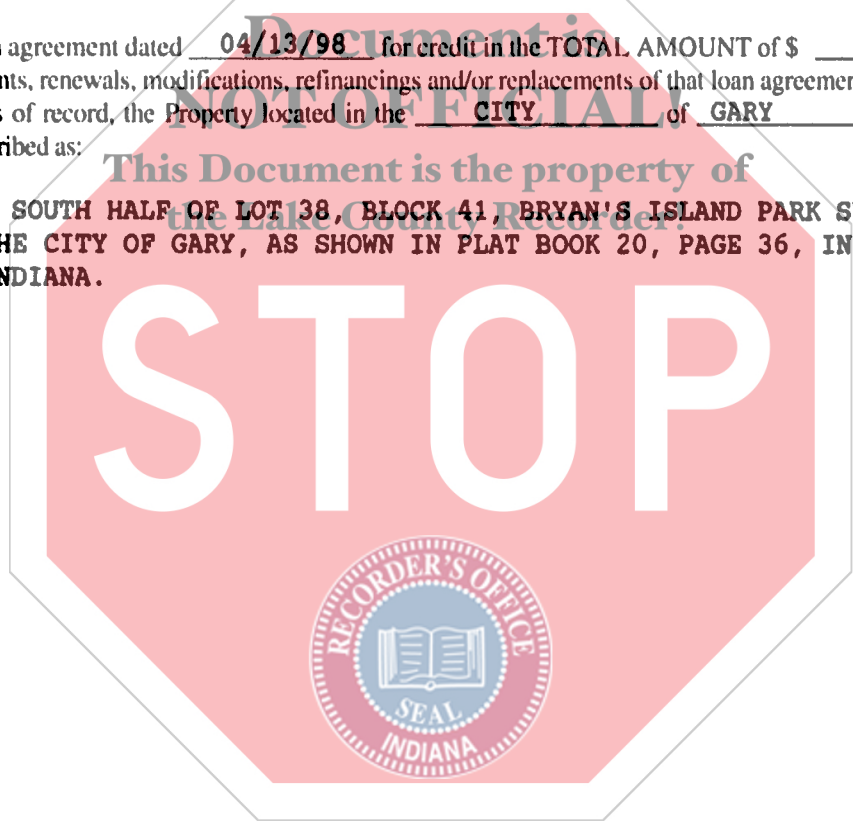 Document is
agreement dated 04/13/98 for credit in the TOTAL AMOUNT of $
nts, renewals, modifications, refinancings and/or replacements of that loan agreemer
NOT OFFICIAL!
of record, the Property located in the CITY of GARY
ribed as:
This Document is the property of
SOUTH HALF OF LOT 38, BLOCK 41, BRYAN'S ISLAND PARK S
the Lake County Recorder!
HE CITY OF GARY, AS SHOWN IN PLAT BOOK 20, PAGE 36, IN
NDIANA.
STOP
RECORDER'S OFFICE
SEAL
INDIANA